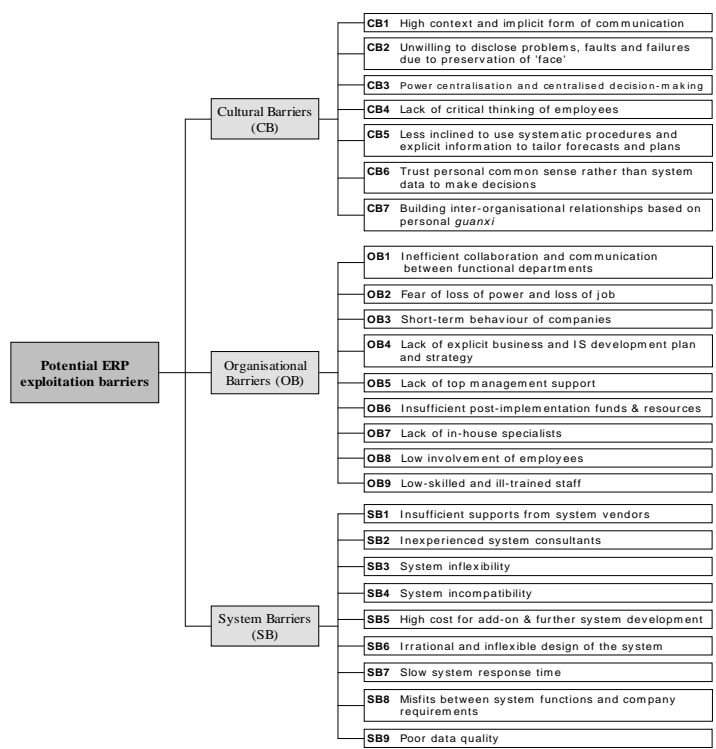 Potential ERP
exploitation barriers
Cultural Barriers
(CB)
CB1 High context and implicit form of communication
CB2 Unwilling to disclose problems, faults and failures
due to preservation of 'face'
CB3 Power centralisation and centralised decision-making
CB4 Lack of critical thinking of employees
CB5 Less inclined to use systematic procedures and
explicit information to tailor forecasts and plans
CB6 Trust personal common sense rather than system
data to make decisions
CB7 Building inter-organisational relationships based on
personal guanxi
Organisational
Barriers (OB)
OB1 Inefficient collaboration and communication
between functional departments
OB2 Fear of loss of power and loss of job
OB3 Short-term behaviour of companies
OB4 Lack of explicit business and IS development plan
and strategy
OB5 Lack of top management support
OB6 Insufficient post-implementation funds & resources
OB7 Lack of in-house specialists
OB8 Low involvement of employees
OB9 Low-skilled and ill-trained staff
System Barriers
(SB)
SB1 Insufficient supports from system vendors
SB2 Inexperienced system consultants
SB3 System inflexibility
SB4 System incompatibility
SB5 High cost for add-on & further system development
SB6 Irrational and inflexible design of the system
SB7 Slow system response time
SB8 Misfits between system functions and company
requirements
SB9 Poor data quality